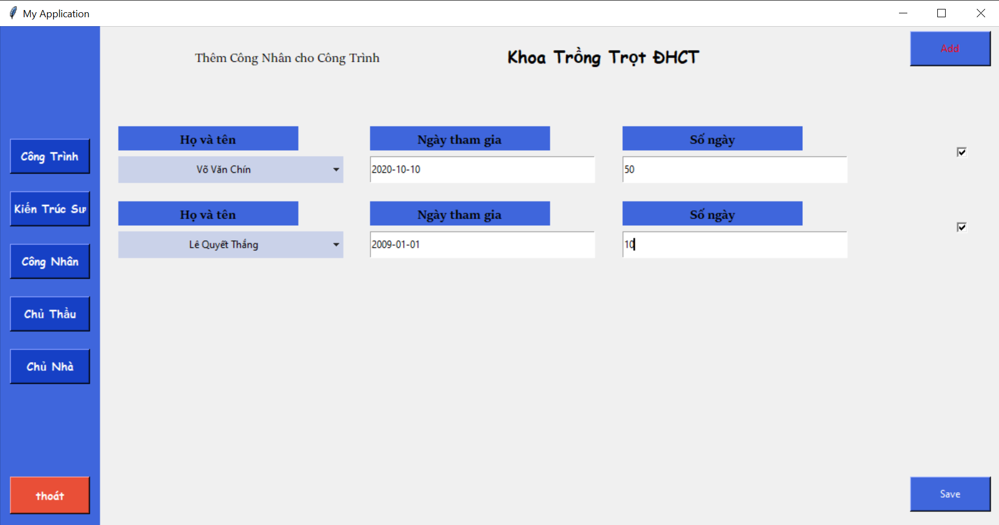 My Application
Thêm Công Nhân cho Công Trình
Khoa Trồng Trọt ĐHCT
Add
Họ và tên
Ngày tham gia
Số ngày
Võ Văn Chín
2020-10-10
50
Họ và tên
Ngày tham gia
Số ngày
Lê Quyết Thắng
2009-01-01
10
Công Trình
Kiến Trúc Sư
Công Nhân
Chủ Thầu
Chủ Nhà
thoát
Save